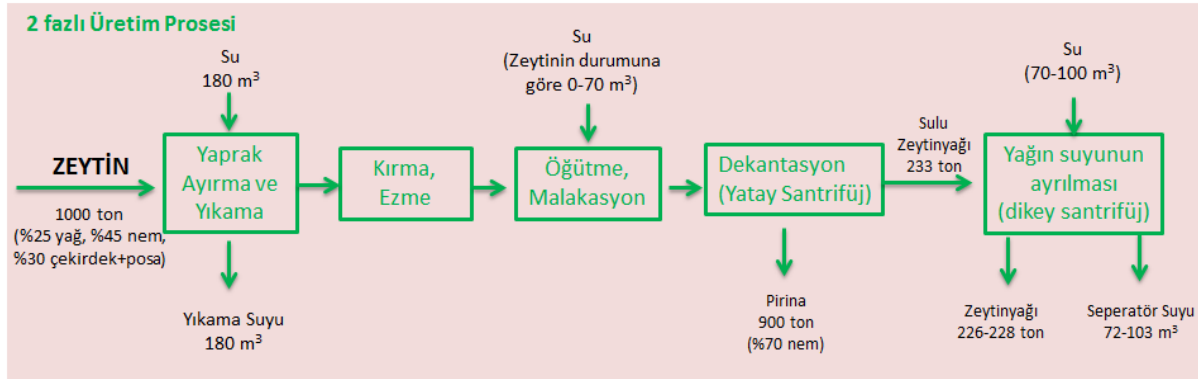 2 fazlı Üretim Prosesi
Su
180 m³
Su
(Zeytinin durumuna
göre 0-70 m³)
Su
(70-100 m³)
ZEYTİN
1000 ton
(%25 yağ, %45 nem,
%30 çekirdek+posa)
Yaprak
Ayırma ve
Yıkama
Kırma,
Ezme
Öğütme,
Malakasyon
Dekantasyon
(Yatay Santrifüj)
Sulu
Zeytinyağı
233 ton
Yağın suyunun
ayrılması
(dikey santrifüj)
Yıkama Suyu
180 m³
Pirina
900 ton
(%70 nem)
Zeytinyağı
226-228 ton
Seperatör Suyu
72-103 m³